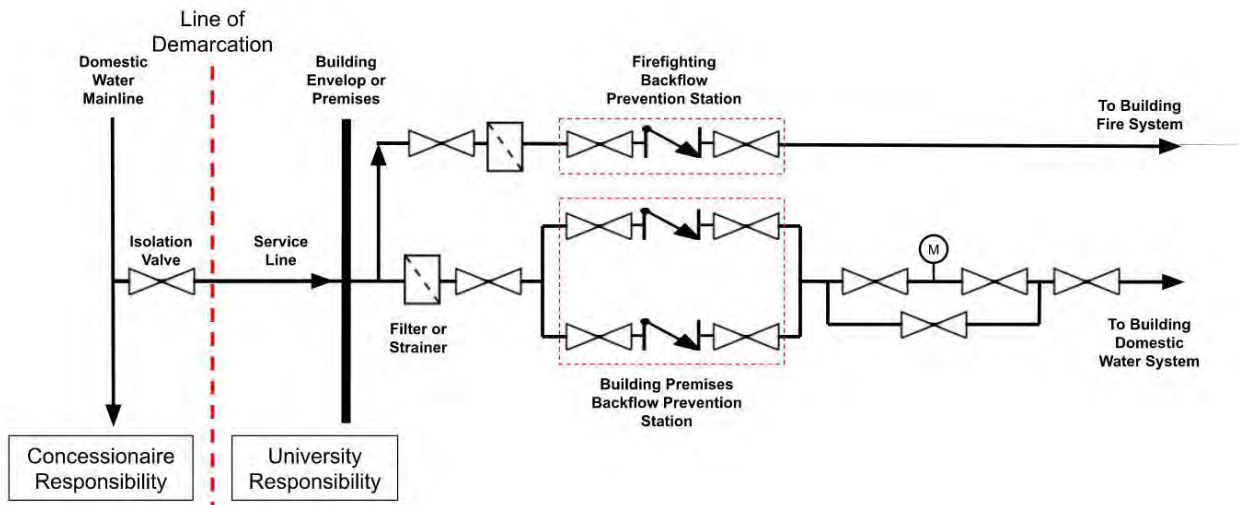 Line of
Demarcation
Domestic
Water
Mainline
Building
Envelop or
Premises
Firefighting
Backflow
Prevention Station
To Building
Fire System
Isolation
Valve
Service
Line
M
Filter or
Strainer
To Building
Domestic
Water System
Building Premises
Backflow Prevention
Station
Concessionaire
Responsibility
University
Responsibility